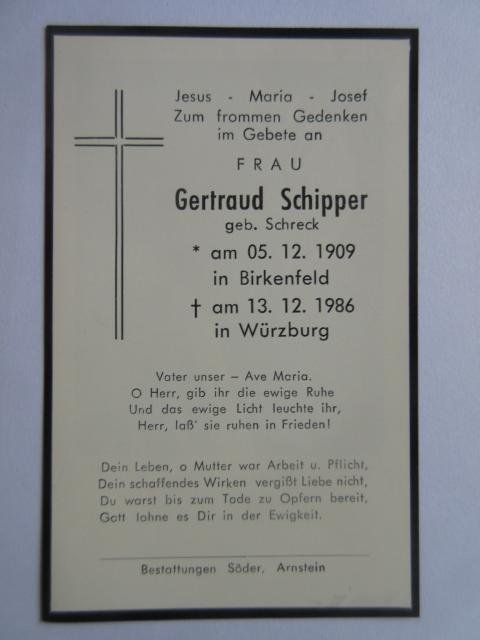 Jesus - Maria - Josef
Zum frommen Gedenken
im Gebete an
FRAU
Gertraud Schipper
geb. Schreck
* am 05. 12. 1909
in Birkenfeld
† am 13. 12. 1986
in Würzburg
Vater unser – Ave Maria.
O Herr, gib ihr die ewige Ruhe
Und das ewige Licht leuchte ihr,
Herr, laß' sie ruhen in Frieden!
Dein Leben, o Mutter war Arbeit u. Pflicht,
Dein schaffendes Wirken vergißt Liebe nicht,
Du warst bis zum Tode zu Opfern bereit,
Gott lohne es Dir in der Ewigkeit.
Bestattungen Söder, Arnstein